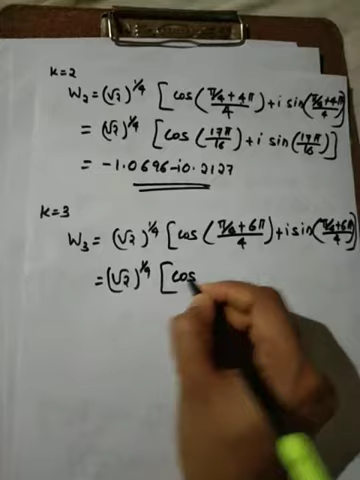 K=2
W₂ = (√2)^1/4 [cos(π/4+4π/4)+i sin(π/4+4π/4)]
= (√2)^1/4 [cos(17π/16)+i sin(17π/16)]
= -1.0696-i0.2127
K=3
W₃ = (√2)^1/4 [cos(π/4+6π/4)+i sin(π/4+6π/4)
=(√2)^1/4 [cos